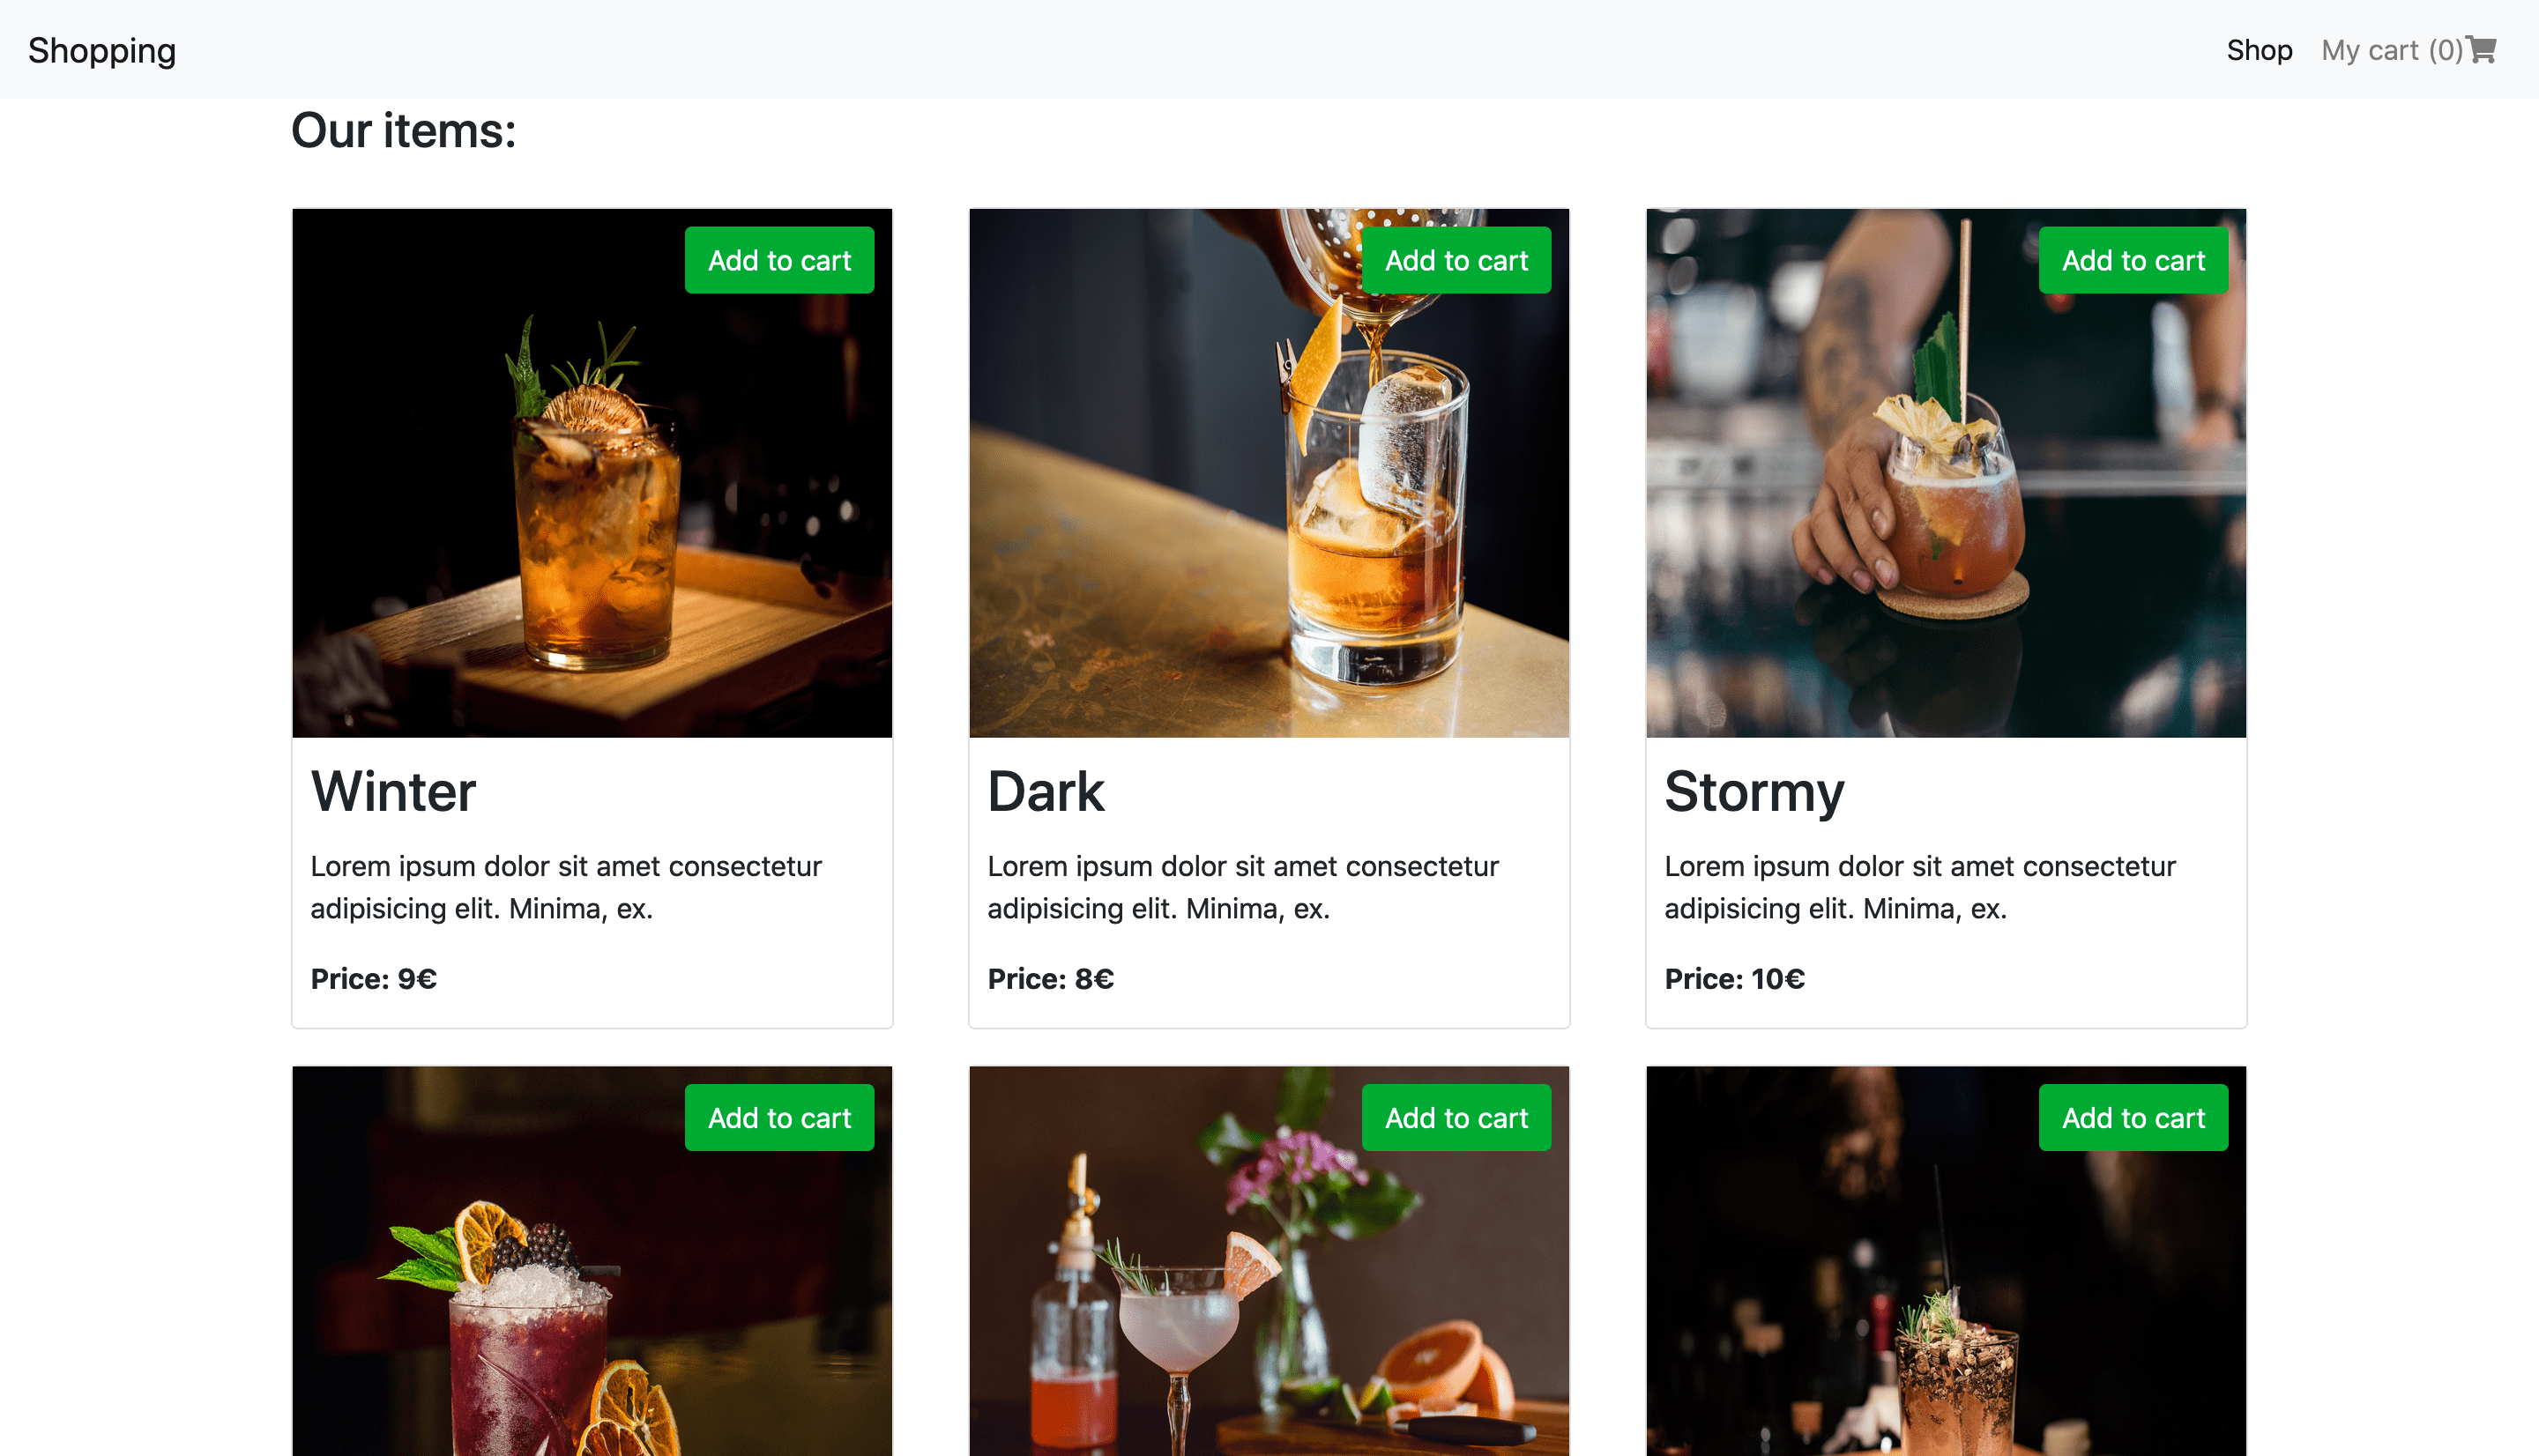 Shopping
Shop My cart (0)
Our items:
Add to cart
Add to cart
Add to cart
Winter
Dark
Stormy
Lorem ipsum dolor sit amet consectetur
adipisicing elit. Minima, ex.
Lorem ipsum dolor sit amet consectetur
adipisicing elit. Minima, ex.
Lorem ipsum dolor sit amet consectetur
adipisicing elit. Minima, ex.
Price: 9€
Price: 8€
Price: 10€
Add to cart
Add to cart
Add to cart